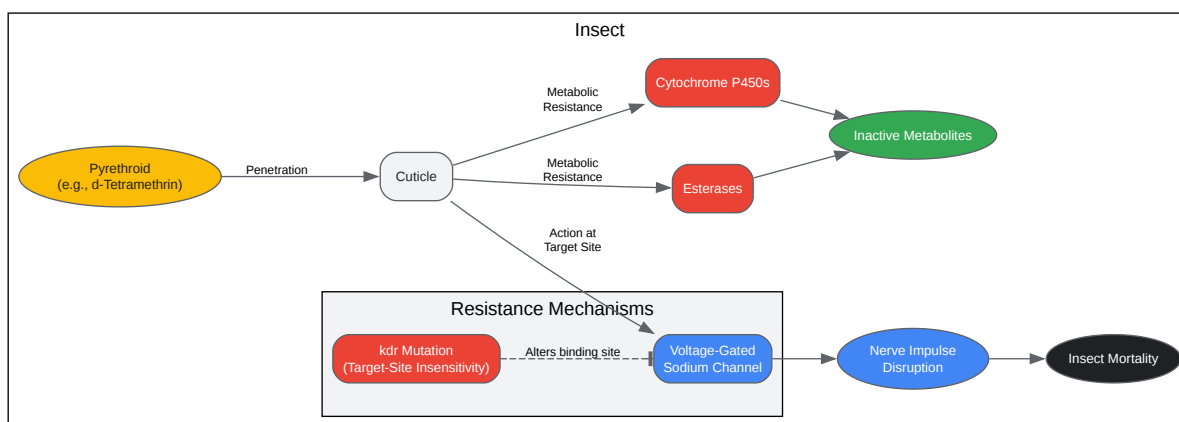 Insect
Cytochrome P450s
Metabolic
Resistance
Inactive Metabolites
Pyrethroid
(e.g., d-Tetramethrin)
Penetration
Cuticle
Metabolic
Resistance
Esterases
Action at
Target Site
Resistance Mechanisms
kdr Mutation
(Target-Site Insensitivity)
Alters binding site
Voltage-Gated
Sodium Channel
Nerve Impulse
Disruption
Insect Mortality